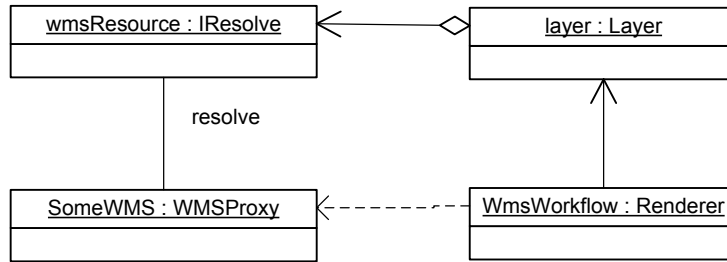 wmsResource : IResolve
layer : Layer
resolve
SomeWMS : WMSProxy
WmsWorkflow : Renderer